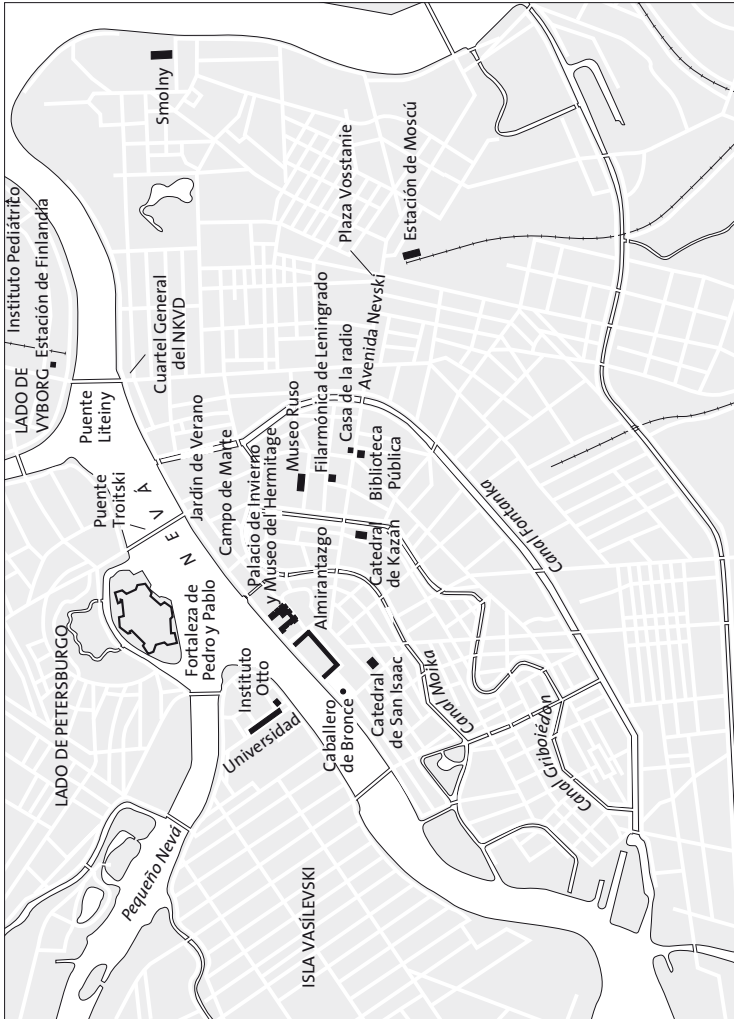 LADO DE PETERSBURGO
Pequeño Nevá
ISLA VASÍLEVSKI
Universidad
Instituto
Otto
Fortaleza de
Pedro y Pablo
N E V Á
Puente
Troitski
Puente
Liteiny
LADO DE
VYBORG
Estación de Finlandia
Instituto Pediátrico
Smolny
Cuartel General
del NKVD
Jardín de Verano
Campo de Marte
Palacio de Invierno
y Museo del Hermitage
Almirantazgo
Caballero
de Bronce
Catedral
de San Isaac
Museo Ruso
Filarmónica de Leningrado
Casa de la radio
Avenida Nevski
Plaza Vosstanie
Estación de Moscú
Biblioteca
Pública
Catedral
de Kazán
Canal Moika
Canal Griboiédon
Canal Fontanka